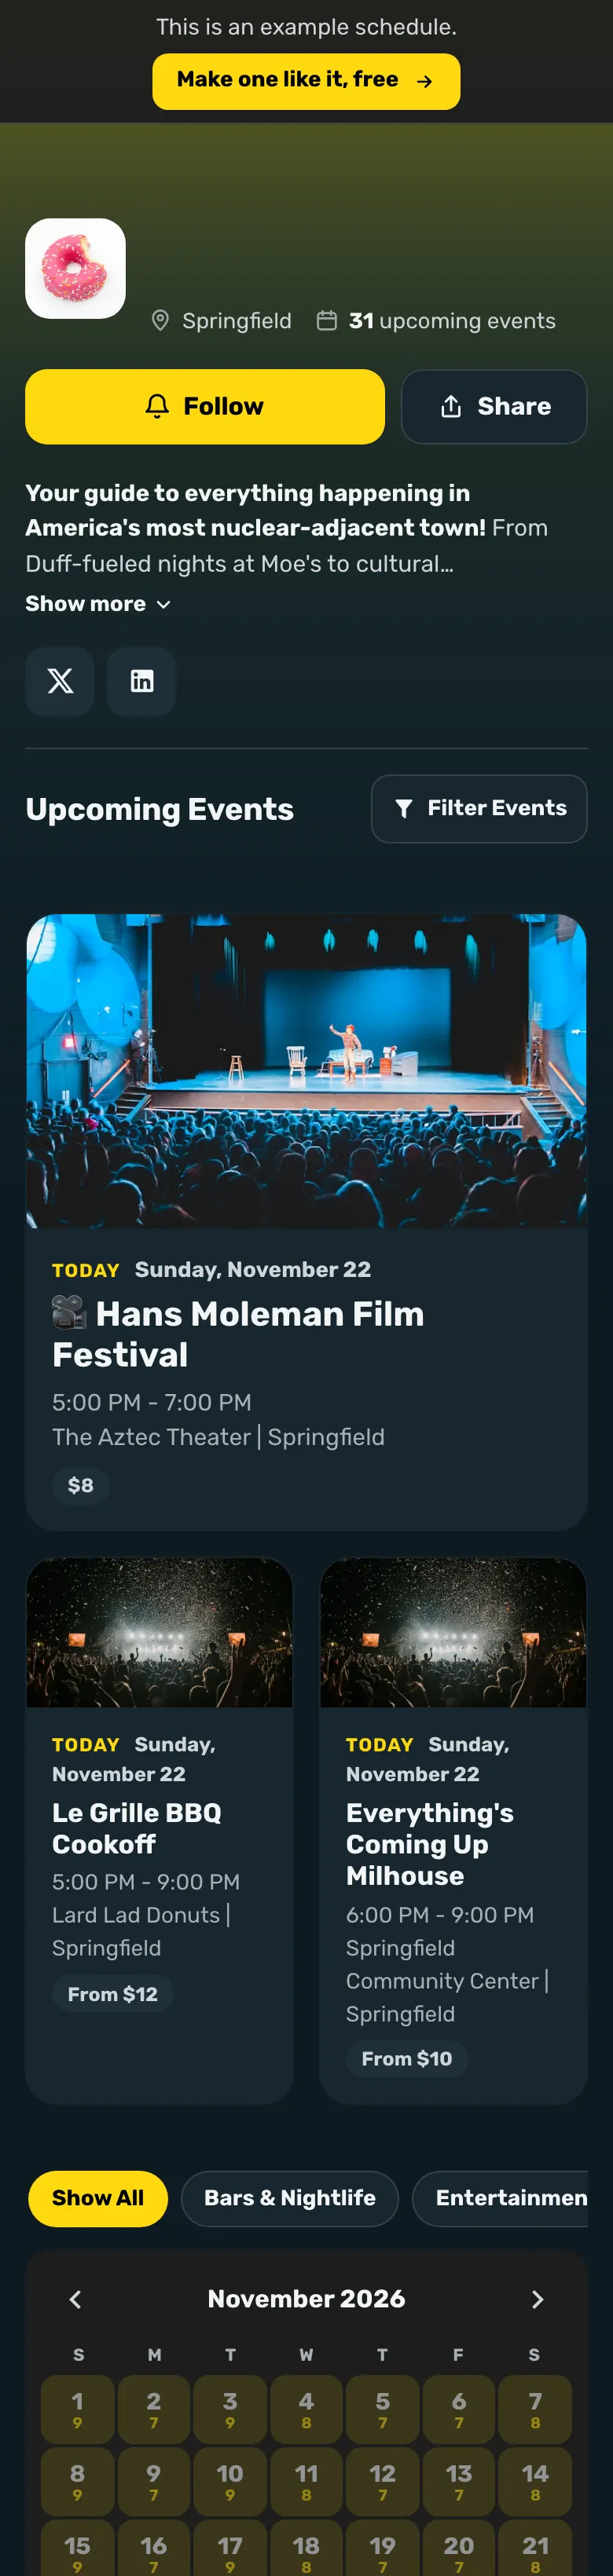 This is an example schedule.
Make one like it, free →
Springfield
31 upcoming events
Follow
Share
Your guide to everything happening in
America's most nuclear-adjacent town! From
Duff-fueled nights at Moe's to cultural…
Show more
Upcoming Events
Filter Events
TODAY Sunday, November 22
Hans Moleman Film
Festival
5:00 PM - 7:00 PM
The Aztec Theater | Springfield
$8
TODAY Sunday,
November 22
Le Grille BBQ
Cookoff
5:00 PM - 9:00 PM
Lard Lad Donuts |
Springfield
From $12
TODAY Sunday,
November 22
Everything's
Coming Up
Milhouse
6:00 PM - 9:00 PM
Springfield
Community Center |
Springfield
From $10
Show All
Bars & Nightlife
Entertainmen
November 2026
S M T W T F S
1 2 3 4 5 6 7
9 7 9 8 7 7 8
8 9 10 11 12 13 14
9 7 9 8 7 7 8
15 16 17 18 19 20 21
9 7 9 8 7 7 8